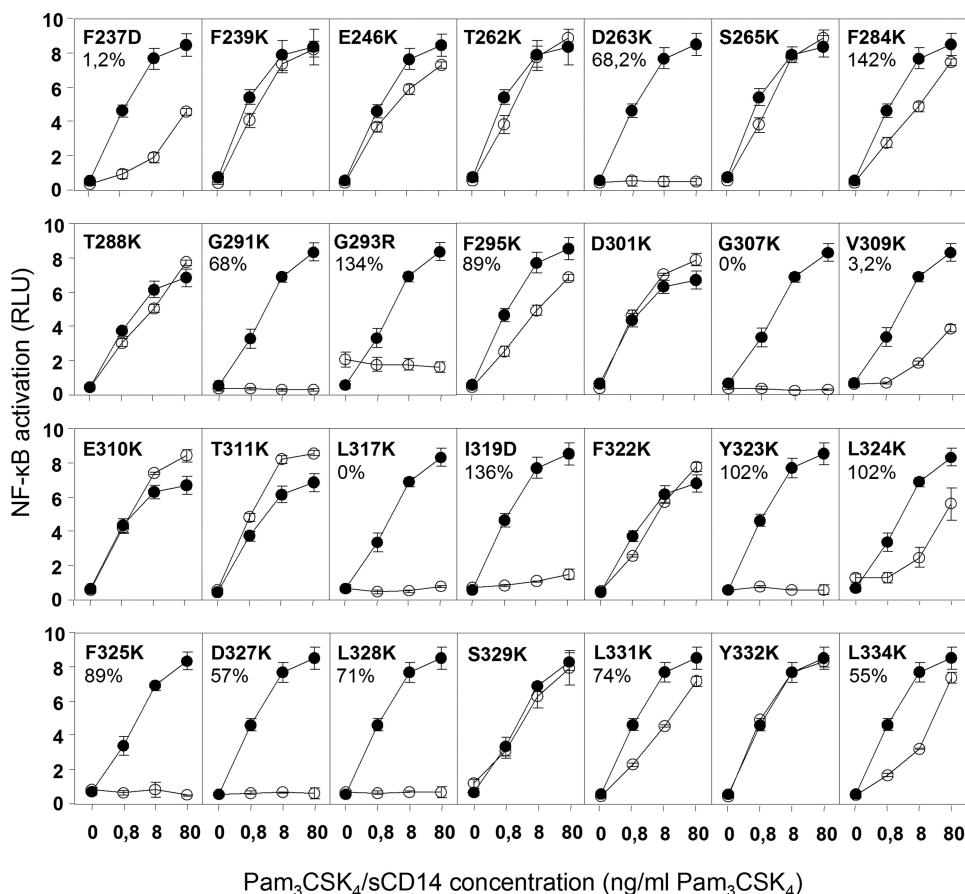 NF-κB activation (RLU)
10
8
6
4
2
0
F237D
1,2%
F239K
E246K
T262K
D263K
68,2%
S265K
F284K
142%
10
8
6
4
2
0
T288K
G291K
68%
G293R
134%
F295K
89%
D301K
G307K
0%
V309K
3,2%
10
8
6
4
2
0
E310K
T311K
L317K
0%
I319D
136%
F322K
Y323K
102%
L324K
102%
10
8
6
4
2
0
F325K
89%
D327K
57%
L328K
71%
S329K
L331K
74%
Y332K
L334K
55%
0 0,8 8 80 0 0,8 8 80 0 0,8 8 80 0 0,8 8 80 0 0,8 8 80 0 0,8 8 80 0 0,8 8 80
Pam₃CSK₄/sCD14 concentration (ng/ml Pam₃CSK₄)